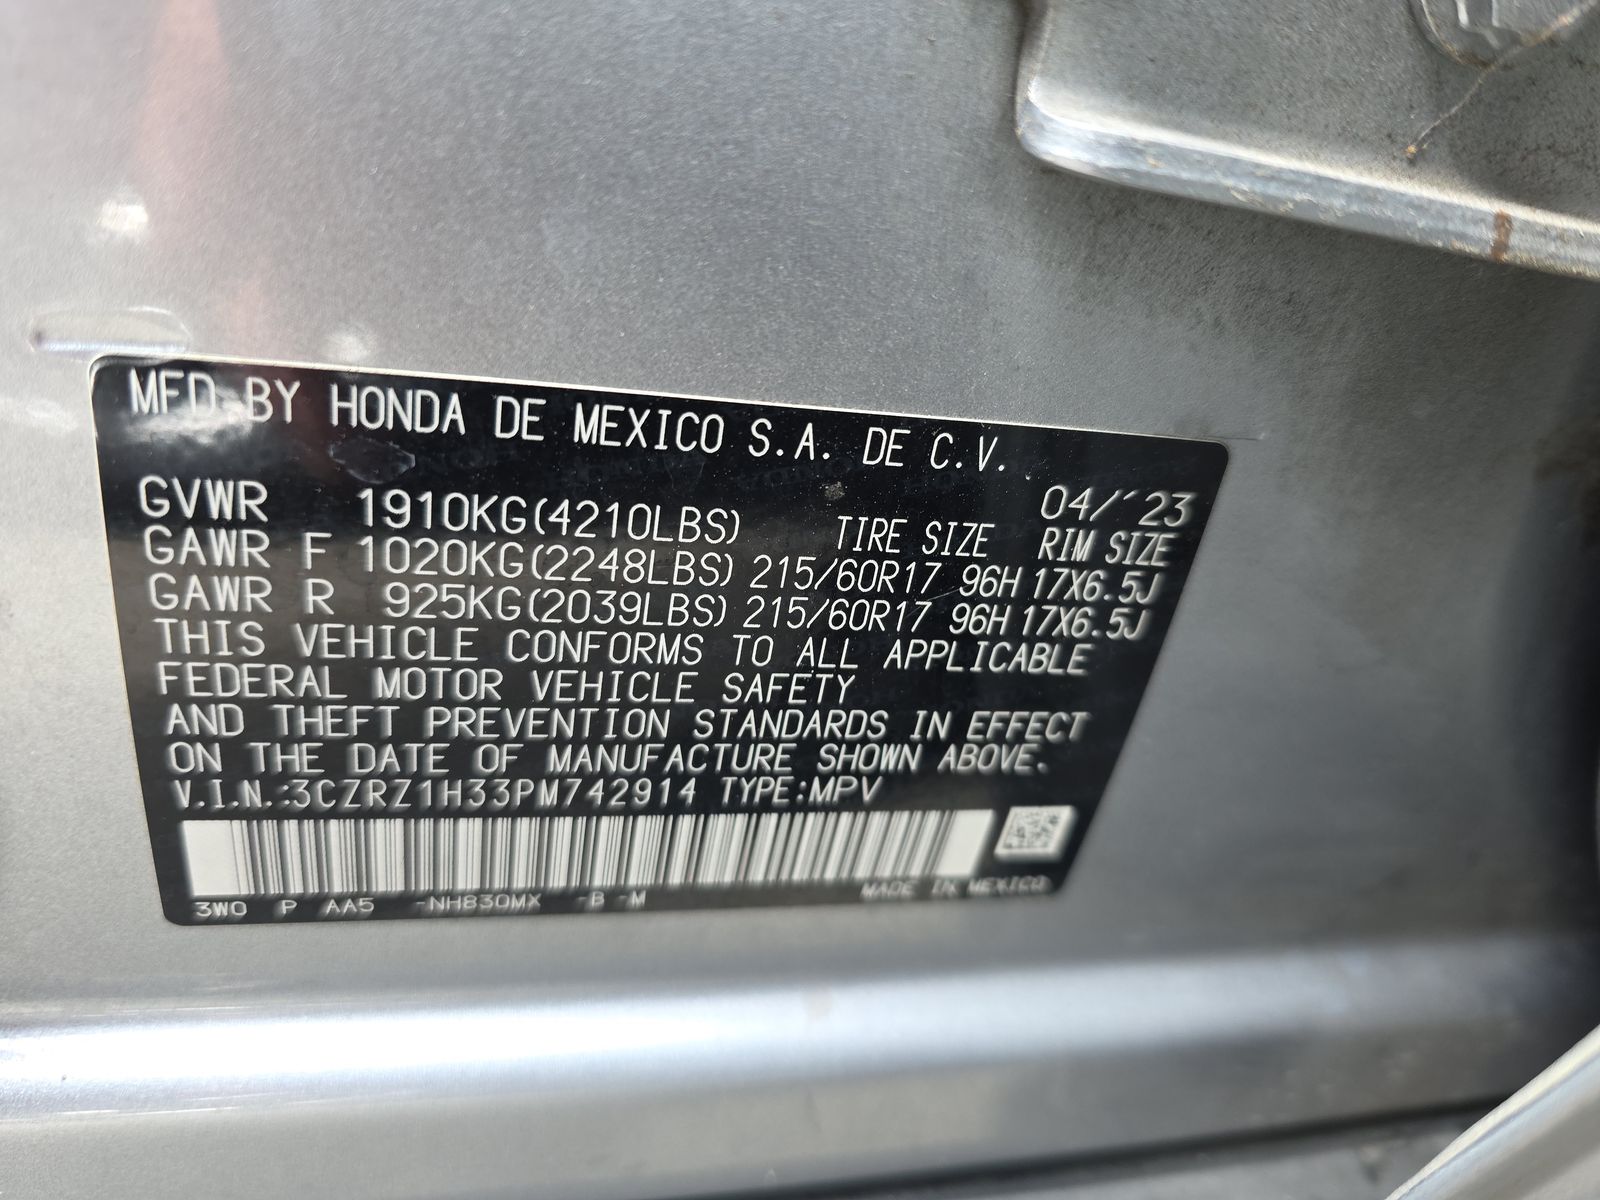 MFD BY HONDA DE MEXICO S.A. DE C.V.
04/´23
GVWR 1910KG(4210LBS) TIRE SIZE RIM SIZE
GAWR F 1020KG(2248LBS) 215/60R17 96H 17X6.5J
GAWR R 925KG(2039LBS) 215/60R17 96H 17X6.5J
THIS VEHICLE CONFORMS TO ALL APPLICABLE
FEDERAL MOTOR VEHICLE SAFETY
AND THEFT PREVENTION STANDARDS IN EFFECT
ON THE DATE OF MANUFACTURE SHOWN ABOVE.
V.I.N.:3CZRZ1H33PM742914 TYPE:MPV
MADE IN MEXICO
3W0 P AA5 -NH830MX -B -M